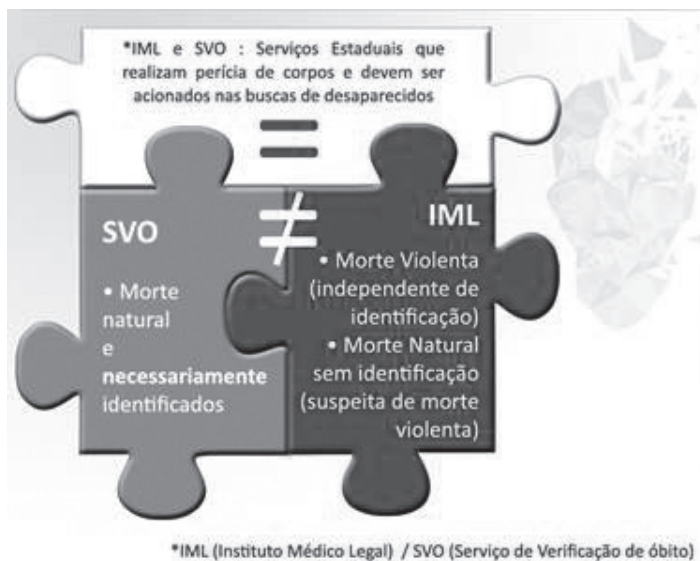 *IML e SVO : Serviços Estaduais que
realizam perícia de corpos e devem ser
acionados nas buscas de desaparecidos
=
≠
SVO
• Morte
natural
e
necessariamente
identificados
IML
• Morte Violenta
(independente de
identificação)
• Morte Natural
sem identificação
(suspeita de morte
violenta)
*IML (Instituto Médico Legal) / SVO (Serviço de Verificação de óbito)